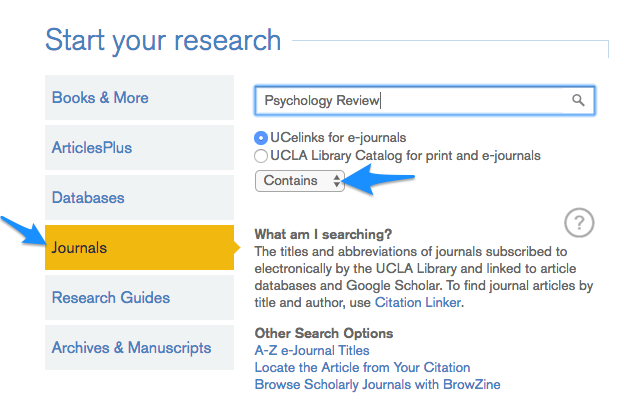 Start your research
Books & More
ArticlesPlus
Databases
Journals
Research Guides
Archives & Manuscripts
Psychology Review
UCelinks for e-journals
UCLA Library Catalog for print and e-journals
Contains
?
What am I searching?
The titles and abbreviations of journals subscribed to
electronically by the UCLA Library and linked to article
databases and Google Scholar. To find journal articles by
title and author, use Citation Linker.
Other Search Options
A-Z e-Journal Titles
Locate the Article from Your Citation
Browse Scholarly Journals with BrowZine